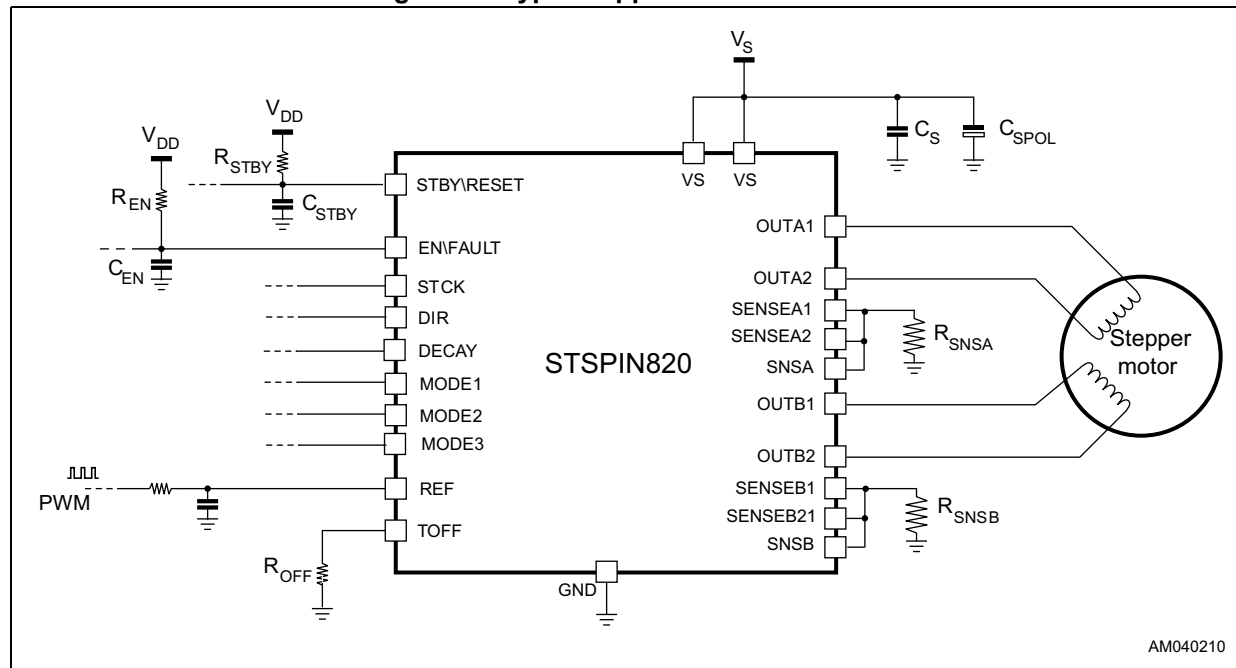 V_S
V_DD
V_DD
R_STBY
C_S
C_SPOL
VS
VS
STBY\RESET
C_STBY
R_EN
EN\FAULT
C_EN
STCK
DIR
DECAY
MODE1
MODE2
MODE3
PWM
REF
TOFF
R_OFF
STSPIN820
GND
OUTA1
OUTA2
SENSEA1
SENSEA2
SNSA
R_SNSA
OUTB1
OUTB2
SENSEB1
SENSEB21
SNSB
R_SNSB
Stepper
motor
AM040210